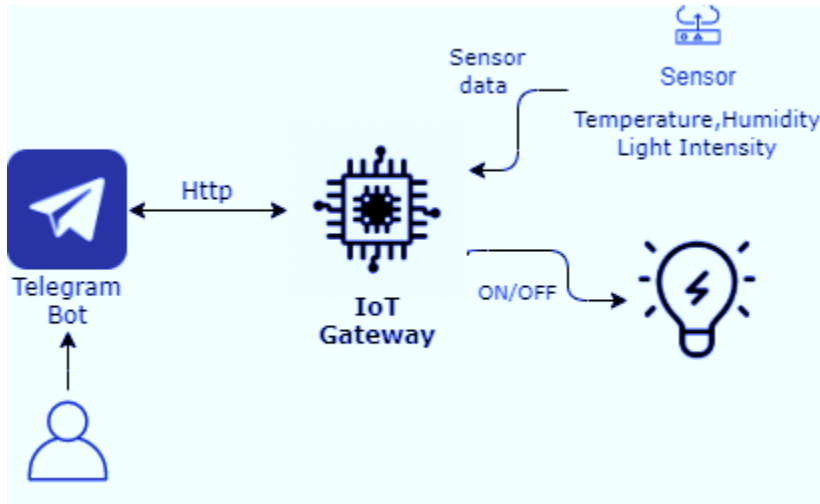 Sensor
data
Sensor
Temperature,Humidity
Light Intensity
Http
Telegram
Bot
IoT
Gateway
ON/OFF